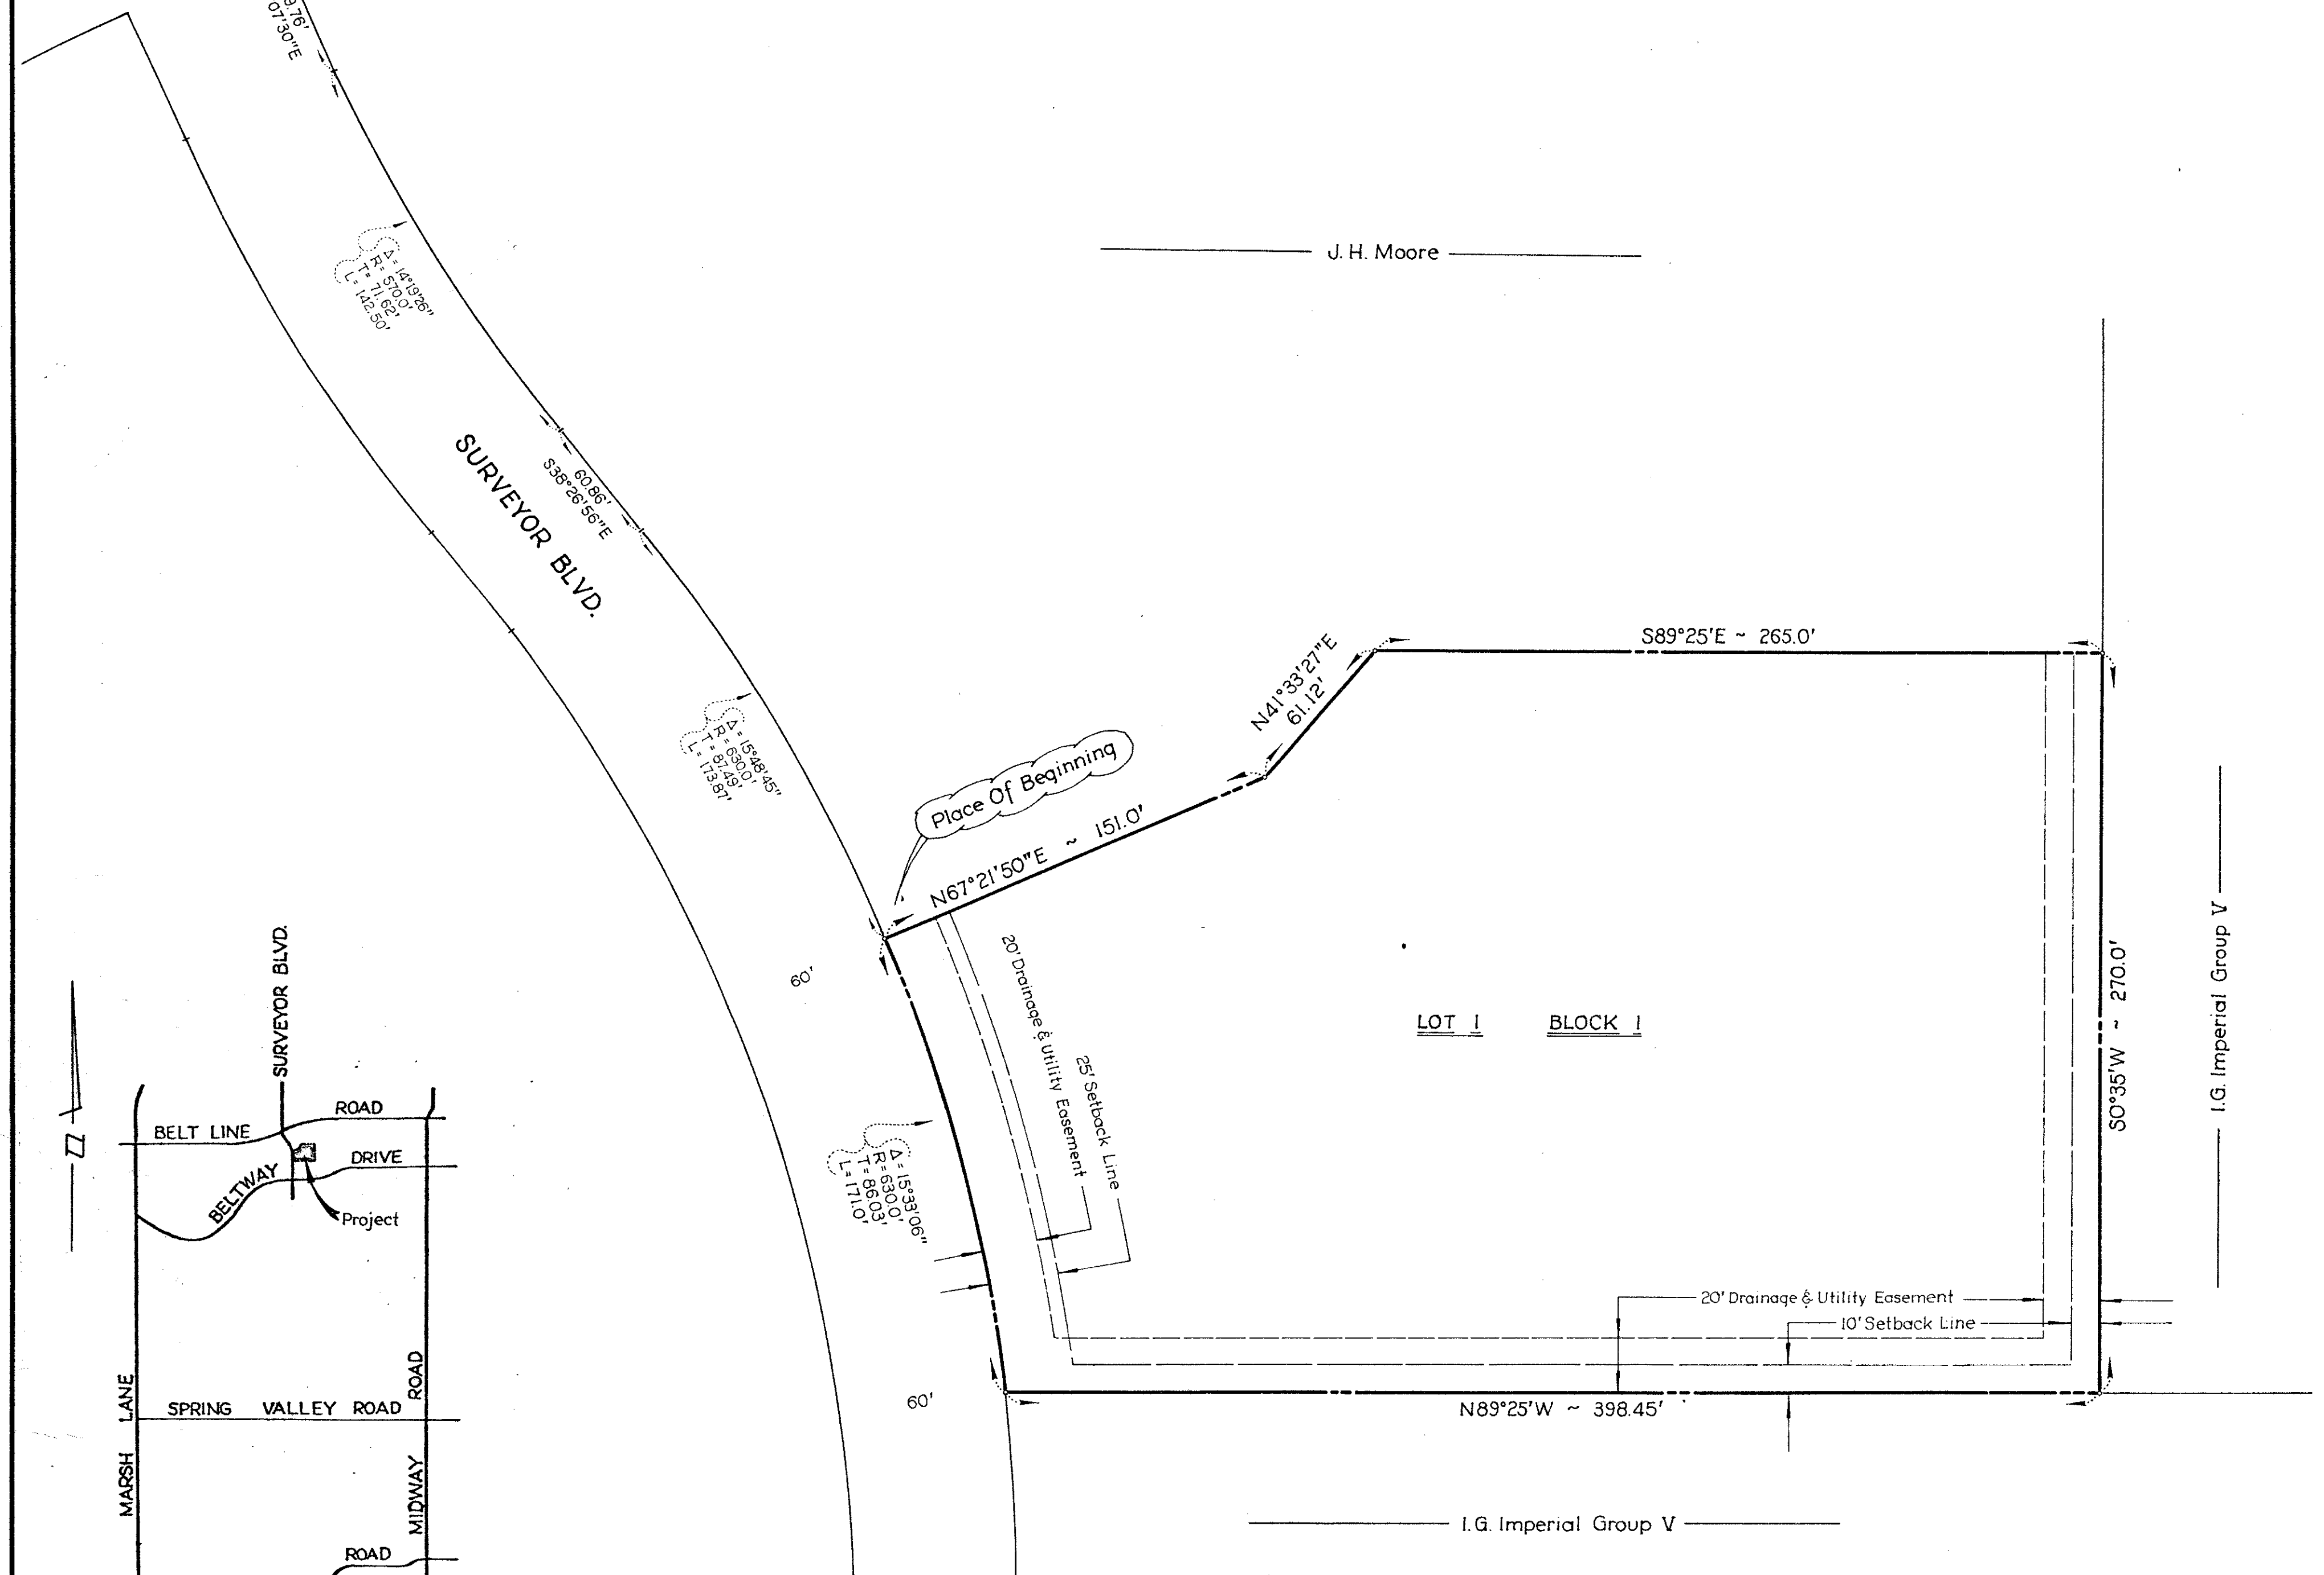 9.76'
07'30"E
Δ= 14°19'26"
R= 570.0'
T= 71.62'
L= 142.50'
J. H. Moore
SURVEYOR BLVD.
60.86'
S38°26'56"E
S89°25'E ~ 265.0'
N41°33'27"E
61.12'
Δ= 15°48'45"
R= 630.0'
T= 87.49'
L= 173.87'
Place Of Beginning
N67°21'50"E ~ 151.0'
60'
20' Drainage & Utility Easement
25' Setback Line
LOT 1 BLOCK 1
S0°35'W ~ 270.0'
I.G. Imperial Group V
Δ= 15°33'06"
R= 630.0'
T= 86.03'
L= 171.0'
20' Drainage & Utility Easement
10' Setback Line
60'
N89°25'W ~ 398.45'
I.G. Imperial Group V
N
SURVEYOR BLVD.
BELT LINE ROAD
BELTWAY DRIVE
Project
MARSH LANE
SPRING VALLEY ROAD
MIDWAY ROAD
ROAD